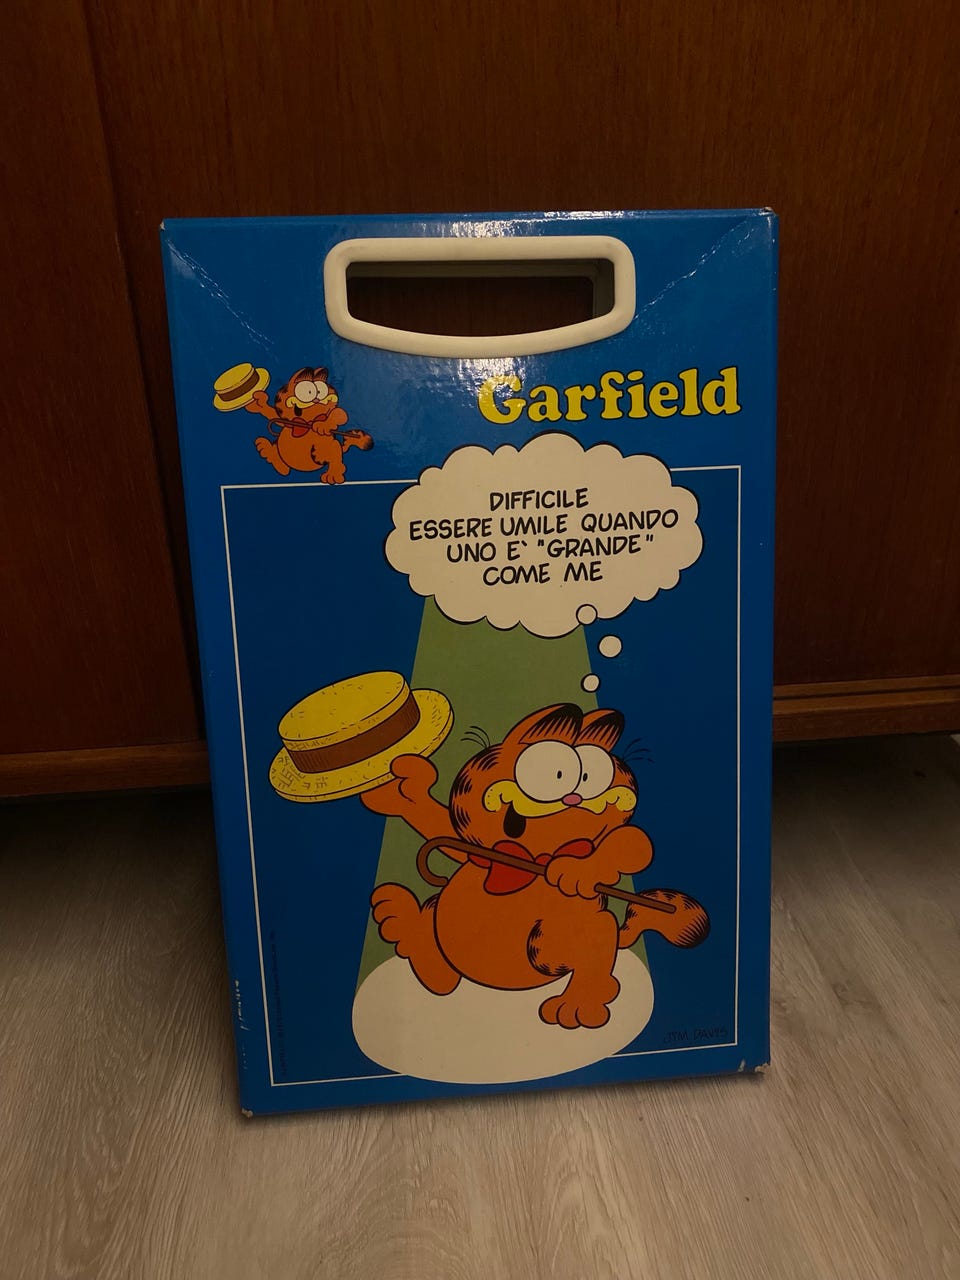 Garfield
DIFFICILE
ESSERE UMILE QUANDO
UNO E` "GRANDE"
COME ME
JIM DAVIS